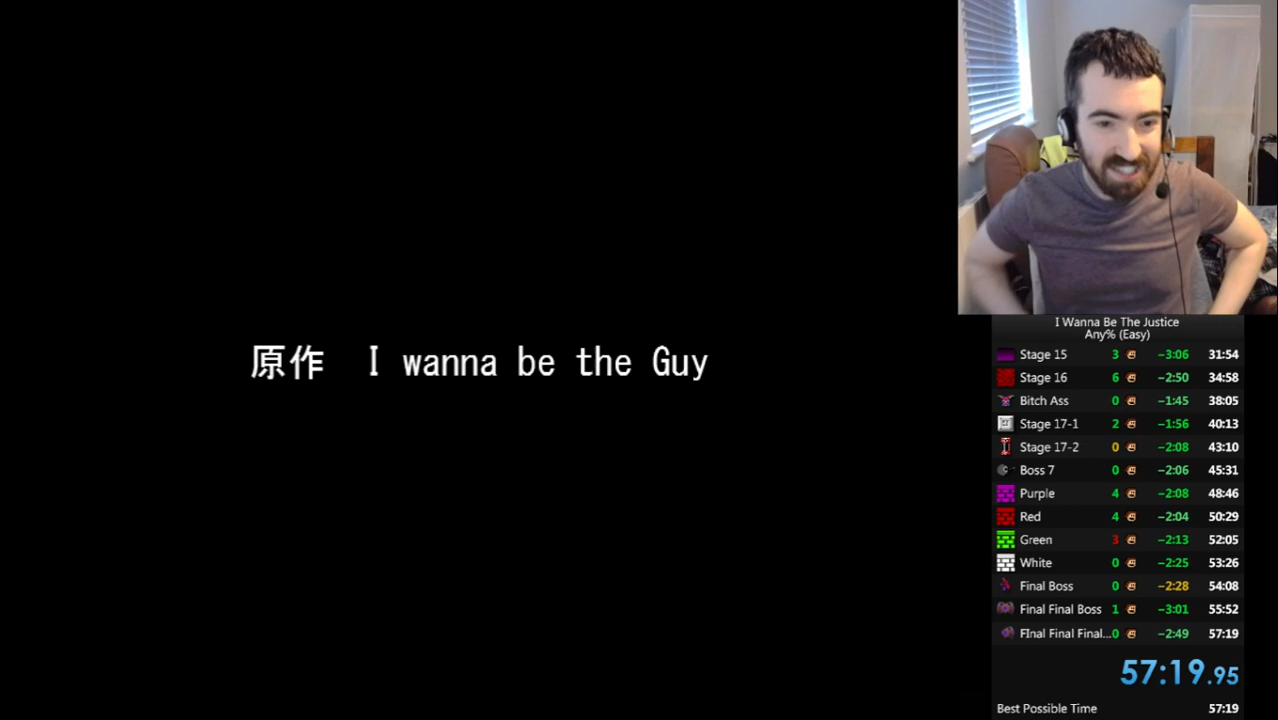 原作 I wanna be the Guy
I Wanna Be The Justice
Any% (Easy)
Stage 15 3 −3:06 31:54
Stage 16 6 −2:50 34:58
Bitch Ass 0 −1:45 38:05
Stage 17-1 2 −1:56 40:13
Stage 17-2 0 −2:08 43:10
Boss 7 0 −2:06 45:31
Purple 4 −2:08 48:46
Red 4 −2:04 50:29
Green 3 −2:13 52:05
White 0 −2:25 53:26
Final Boss 0 −2:28 54:08
Final Final Boss 1 −3:01 55:52
FInal Final Final... 0 −2:49 57:19
57:19.95
Best Possible Time 57:19